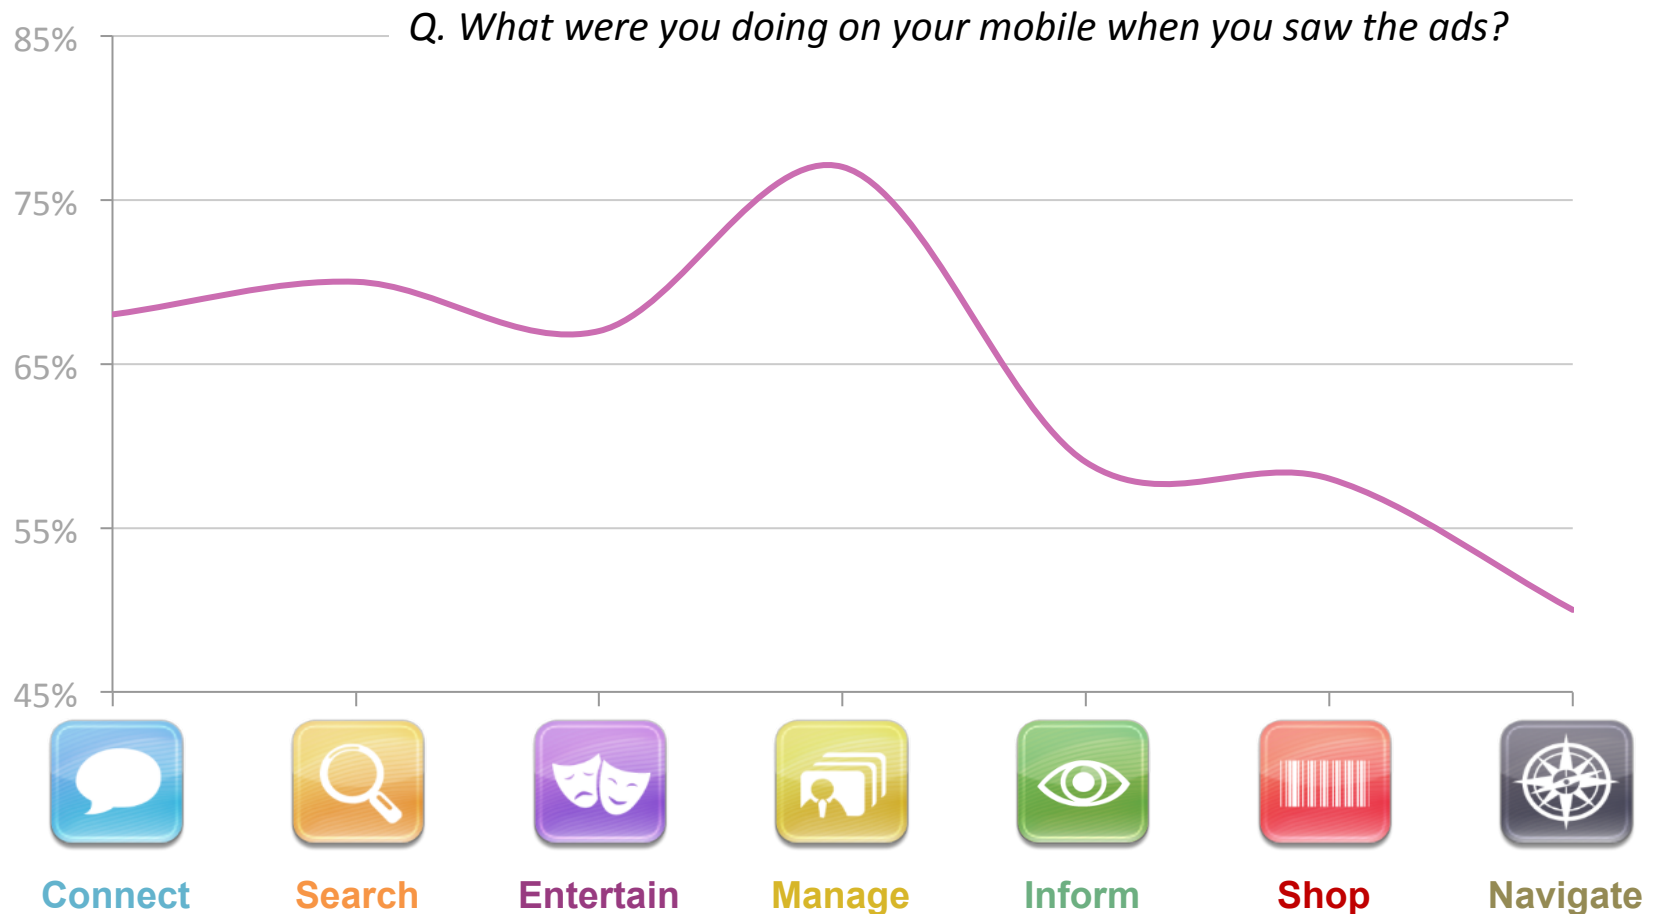 Q. What were you doing on your mobile when you saw the ads?
85%
75%
65%
55%
45%
Connect
Search
Entertain
Manage
Inform
Shop
Navigate